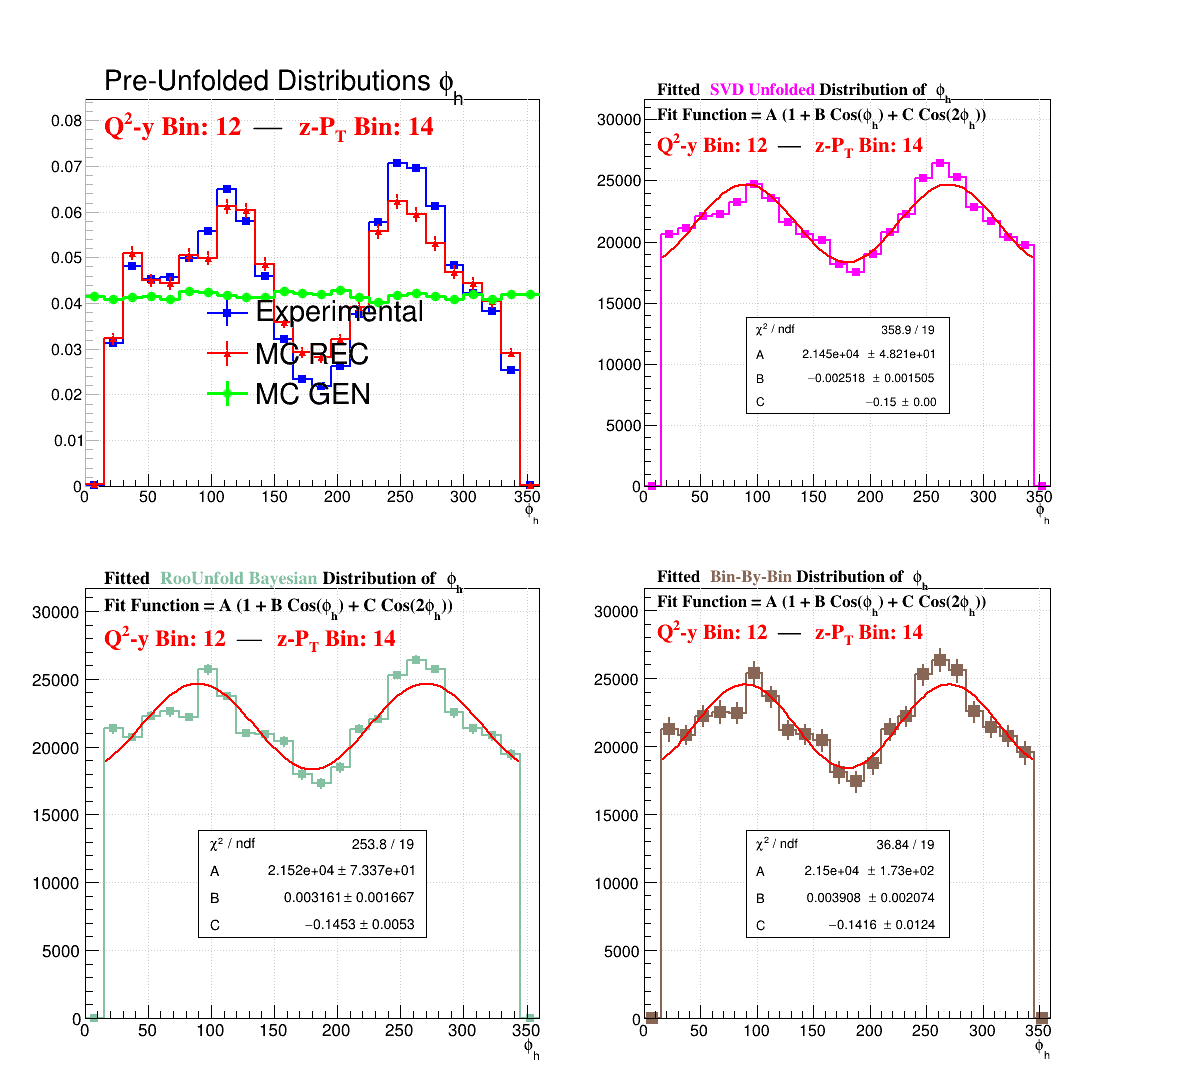 Pre-Unfolded Distributions ϕh
Q²-y Bin: 12 — z-PT Bin: 14
0.08
0.07
0.06
0.05
0.04
0.03
0.02
0.01
0
Experimental
MC REC
MC GEN
0 50 100 150 200 250 300 350
ϕh
Fitted SVD Unfolded Distribution of ϕh
Fit Function = A (1 + B Cos(ϕh) + C Cos(2ϕh))
Q²-y Bin: 12 — z-PT Bin: 14
30000
25000
20000
15000
10000
5000
0
χ² / ndf 358.9 / 19
A 2.145e+04 ± 4.821e+01
B −0.002518 ± 0.001505
C −0.15 ± 0.00
0 50 100 150 200 250 300 350
ϕh
Fitted RooUnfold Bayesian Distribution of ϕh
Fit Function = A (1 + B Cos(ϕh) + C Cos(2ϕh))
Q²-y Bin: 12 — z-PT Bin: 14
30000
25000
20000
15000
10000
5000
0
χ² / ndf 253.8 / 19
A 2.152e+04 ± 7.337e+01
B 0.003161 ± 0.001667
C −0.1453 ± 0.0053
0 50 100 150 200 250 300 350
ϕh
Fitted Bin-By-Bin Distribution of ϕh
Fit Function = A (1 + B Cos(ϕh) + C Cos(2ϕh))
Q²-y Bin: 12 — z-PT Bin: 14
30000
25000
20000
15000
10000
5000
0
χ² / ndf 36.84 / 19
A 2.15e+04 ± 1.73e+02
B 0.003908 ± 0.002074
C −0.1416 ± 0.0124
0 50 100 150 200 250 300 350
ϕh